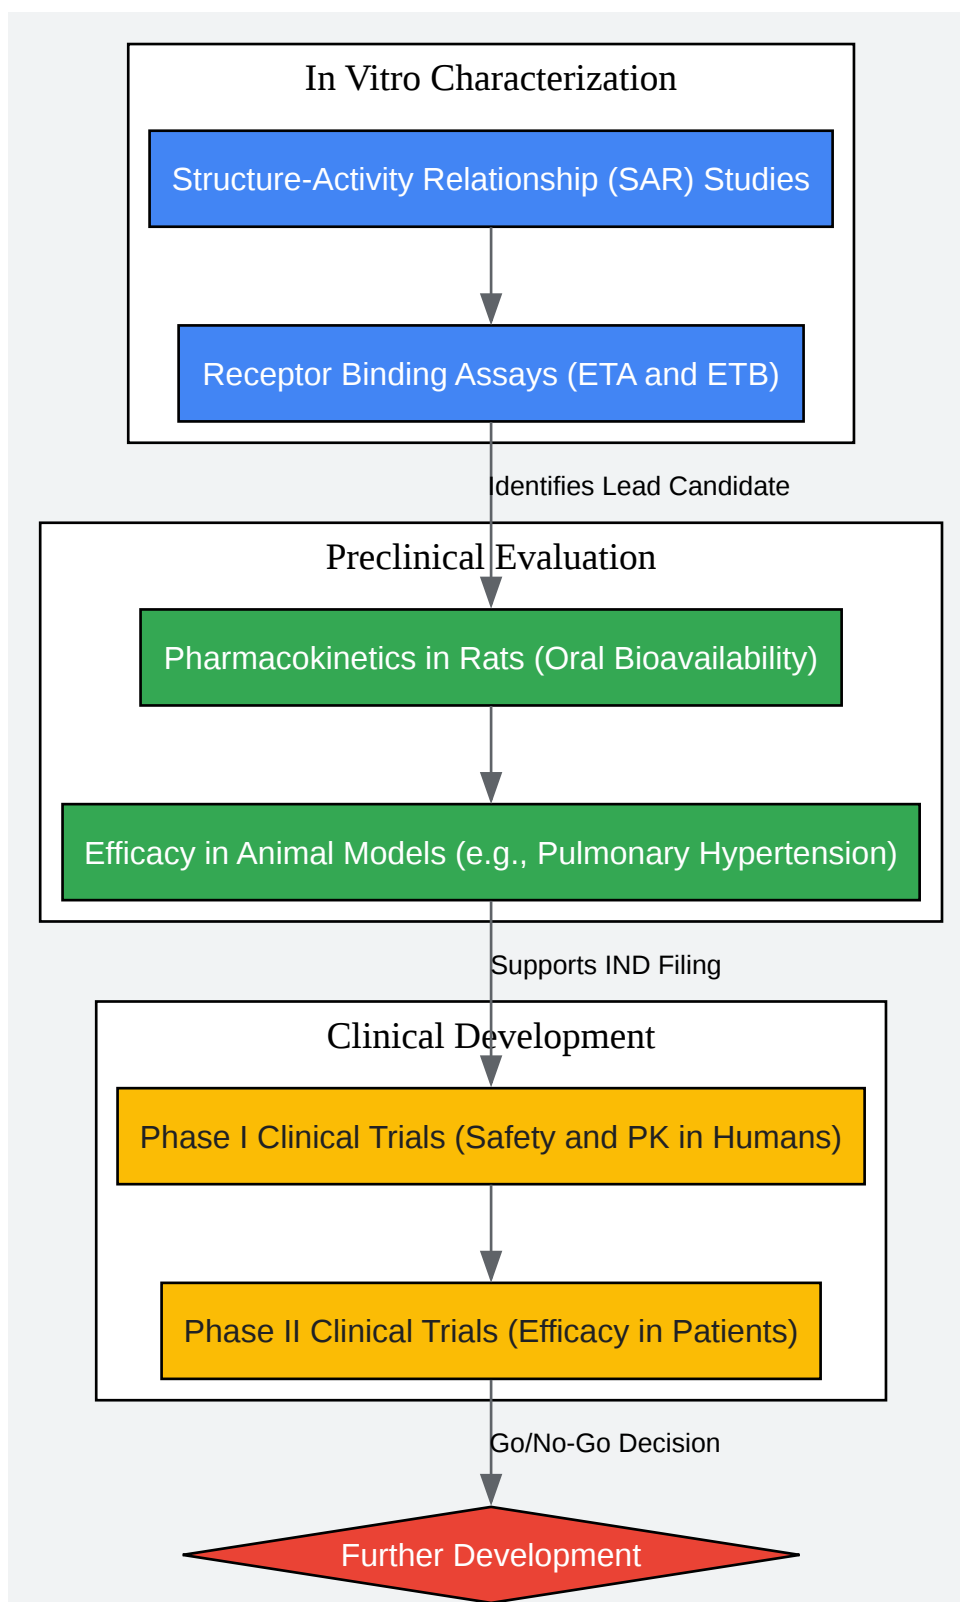 In Vitro Characterization
Structure-Activity Relationship (SAR) Studies
Receptor Binding Assays (ETA and ETB)
Identifies Lead Candidate
Preclinical Evaluation
Pharmacokinetics in Rats (Oral Bioavailability)
Efficacy in Animal Models (e.g., Pulmonary Hypertension)
Supports IND Filing
Clinical Development
Phase I Clinical Trials (Safety and PK in Humans)
Phase II Clinical Trials (Efficacy in Patients)
Go/No-Go Decision
Further Development